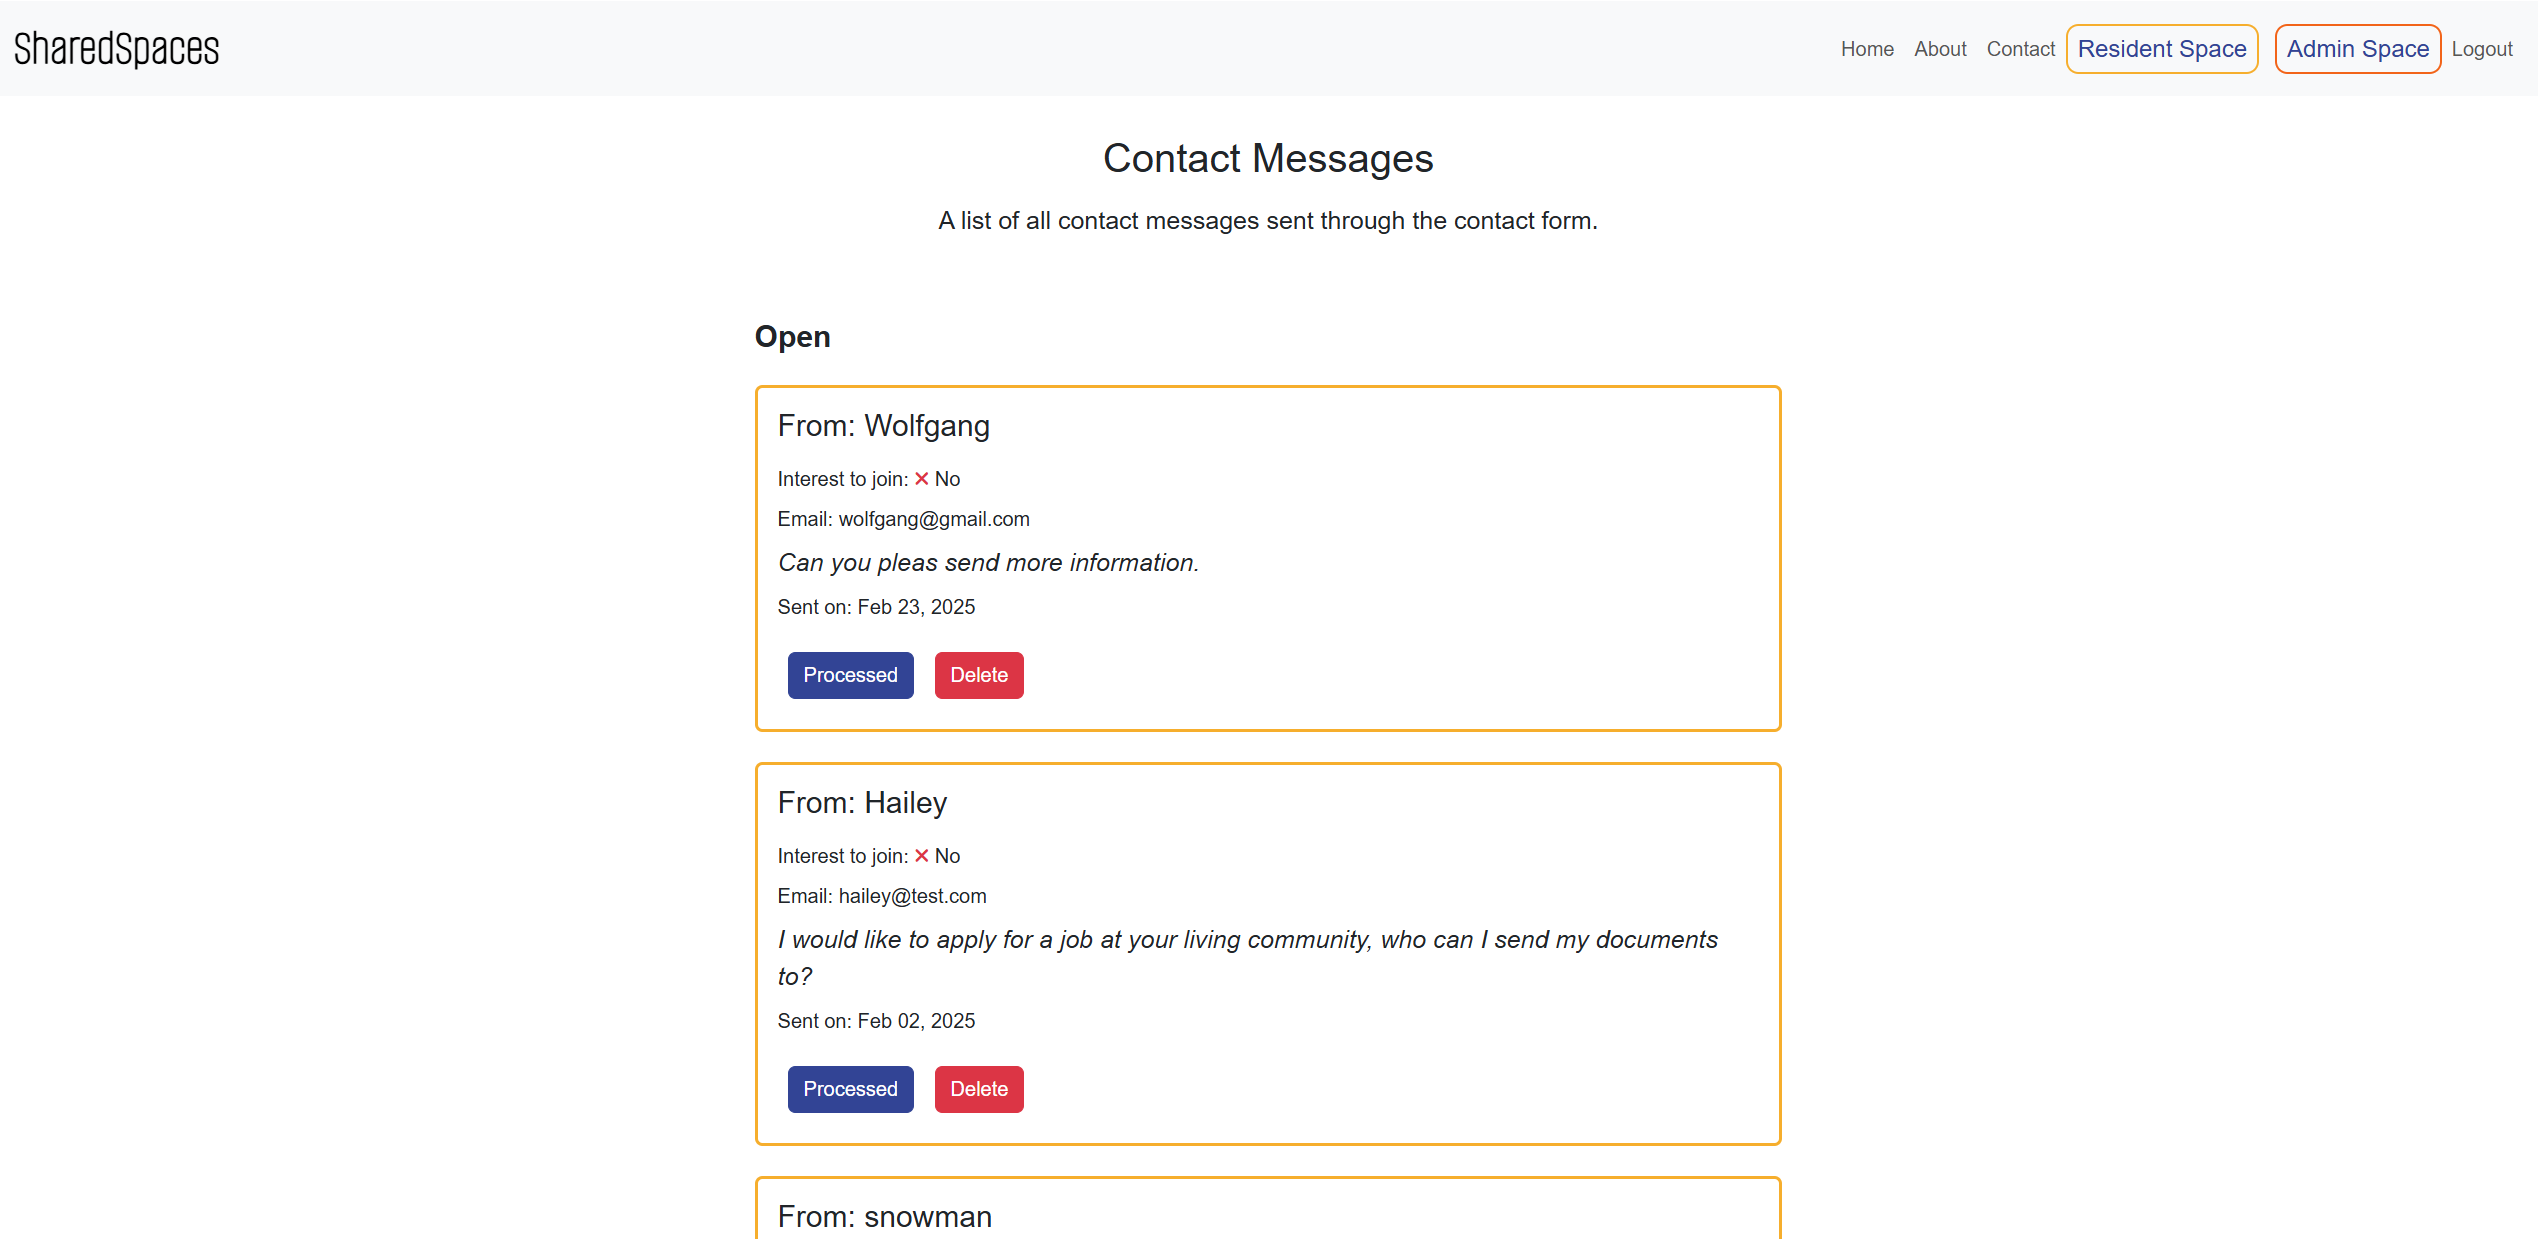 SharedSpaces
Home About Contact Resident Space Admin Space Logout
Contact Messages
A list of all contact messages sent through the contact form.
Open
From: Wolfgang
Interest to join: ❌ No
Email: wolfgang@gmail.com
Can you pleas send more information.
Sent on: Feb 23, 2025
Processed Delete
From: Hailey
Interest to join: ❌ No
Email: hailey@test.com
I would like to apply for a job at your living community, who can I send my documents
to?
Sent on: Feb 02, 2025
Processed Delete
From: snowman